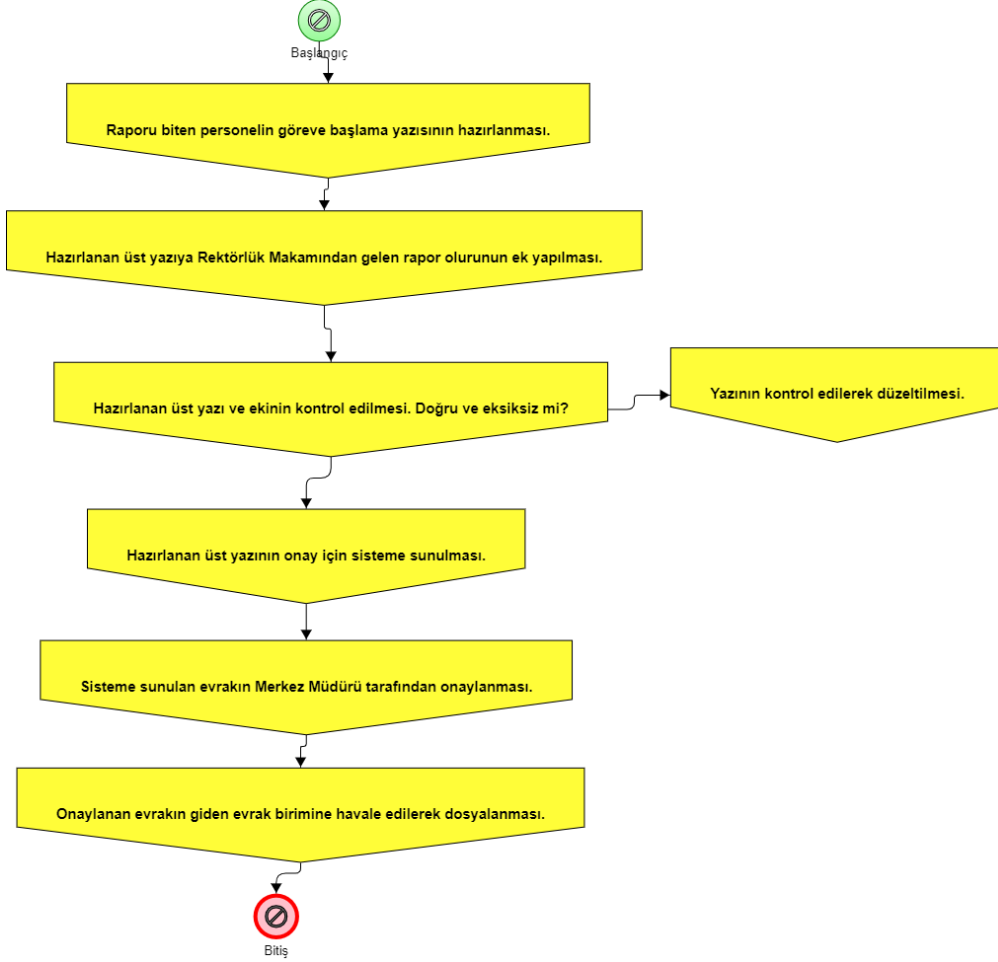 Başlangıç
Raporu biten personelin göreve başlama yazısının hazırlanması.
Hazırlanan üst yazıya Rektörlük Makamından gelen rapor olurunun ek yapılması.
Hazırlanan üst yazı ve ekinin kontrol edilmesi. Doğru ve eksiksiz mi?
Yazının kontrol edilerek düzeltilmesi.
Hazırlanan üst yazının onay için sisteme sunulması.
Sisteme sunulan evrakın Merkez Müdürü tarafından onaylanması.
Onaylanan evrakın giden evrak birimine havale edilerek dosyalanması.
Bitiş